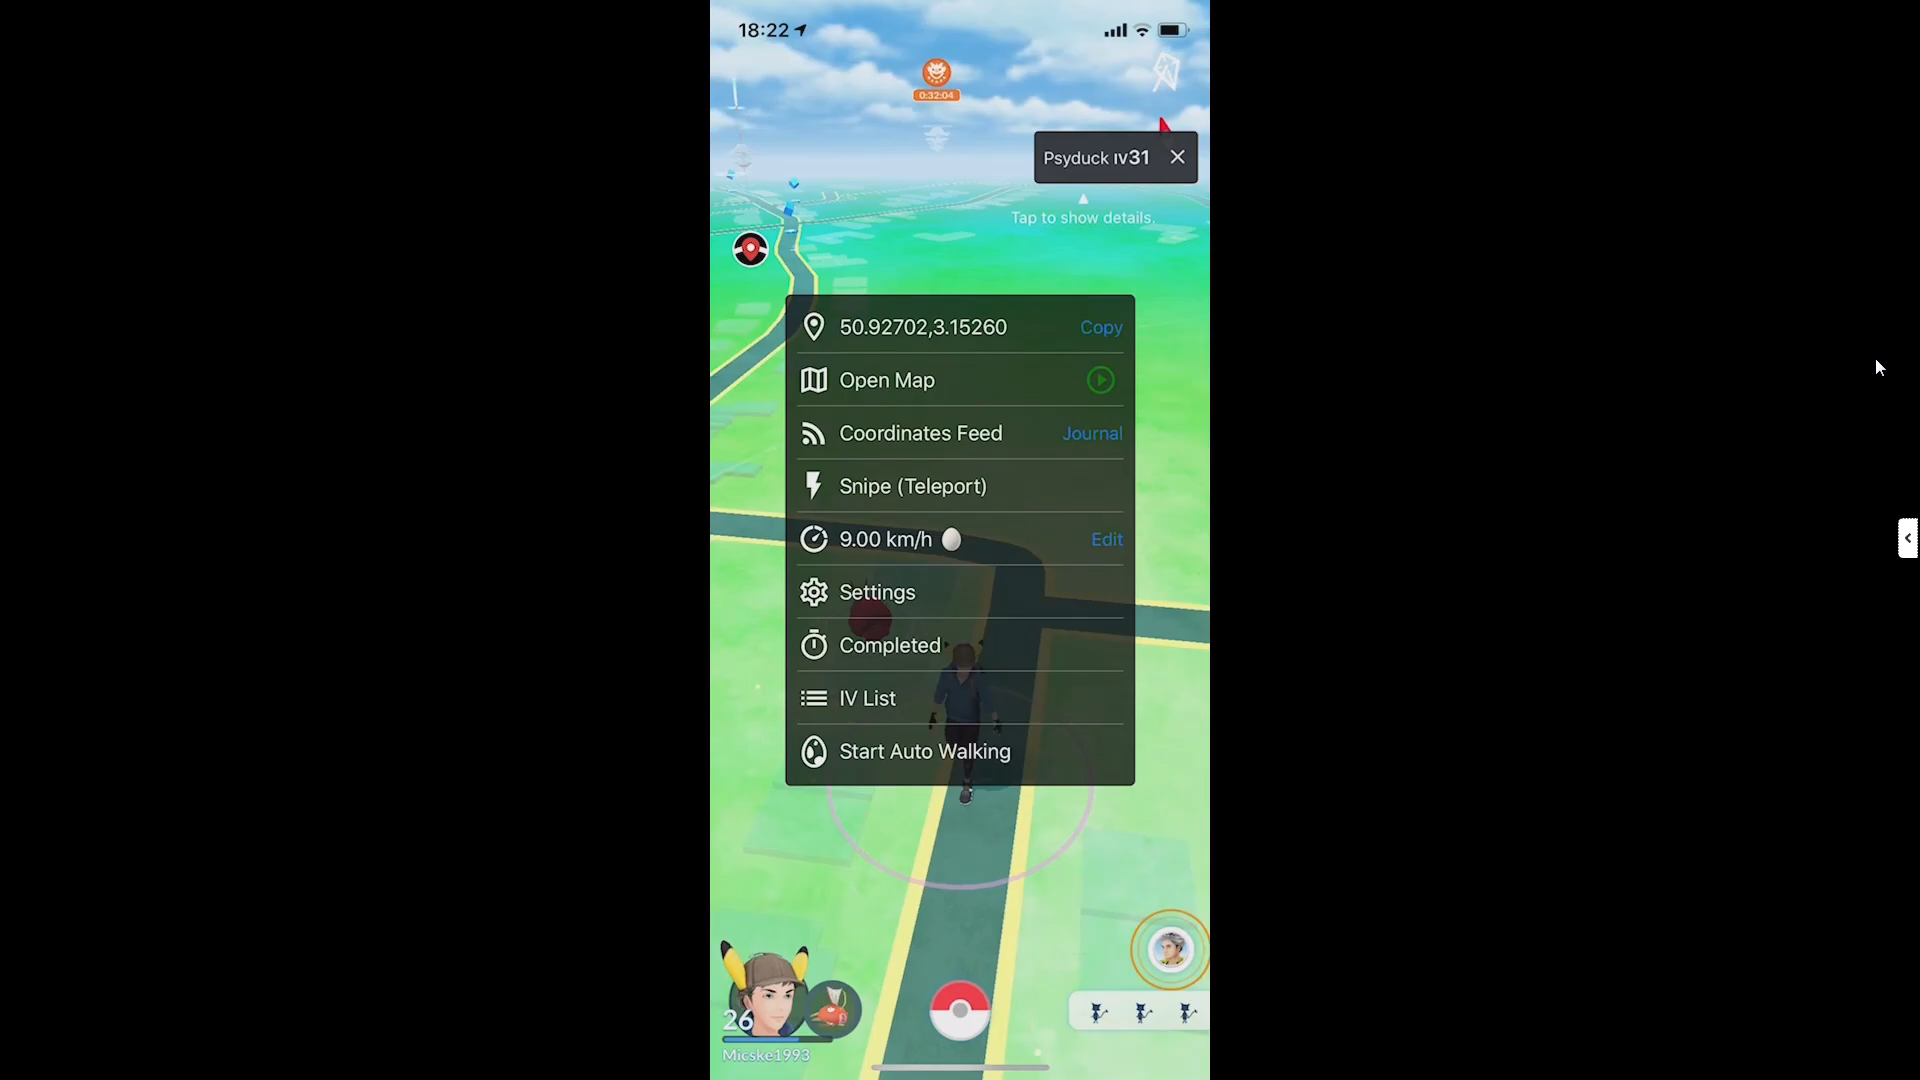 18:22
0:32:04
Psyduck IV31
Tap to show details.
50.92702,3.15260 Copy
Open Map
Coordinates Feed Journal
Snipe (Teleport)
9.00 km/h Edit
Settings
Completed
IV List
Start Auto Walking
26
Micske1993